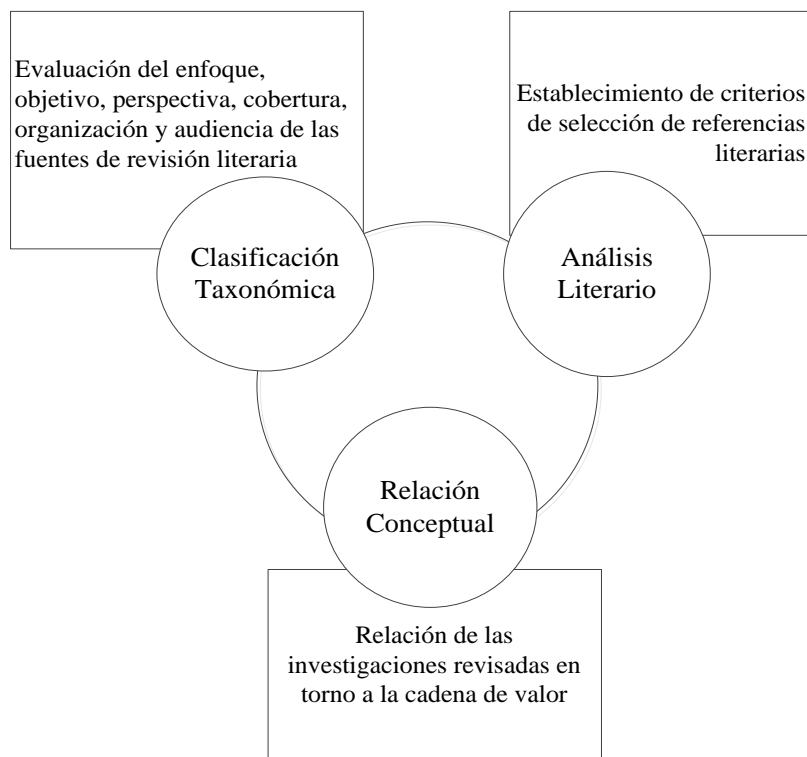 Evaluación del enfoque,
objetivo, perspectiva, cobertura,
organización y audiencia de las
fuentes de revisión literaria
Establecimiento de criterios
de selección de referencias
literarias
Clasificación
Taxonómica
Análisis
Literario
Relación
Conceptual
Relación de las
investigaciones revisadas en
torno a la cadena de valor